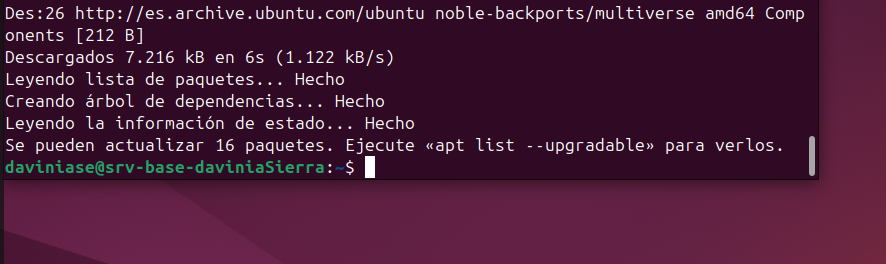 Des:26 http://es.archive.ubuntu.com/ubuntu noble-backports/multiverse amd64 Comp
onents [212 B]
Descargados 7.216 kB en 6s (1.122 kB/s)
Leyendo lista de paquetes... Hecho
Creando árbol de dependencias... Hecho
Leyendo la información de estado... Hecho
Se pueden actualizar 16 paquetes. Ejecute «apt list --upgradable» para verlos.
daviniase@srv-base-daviniaSierra:~$